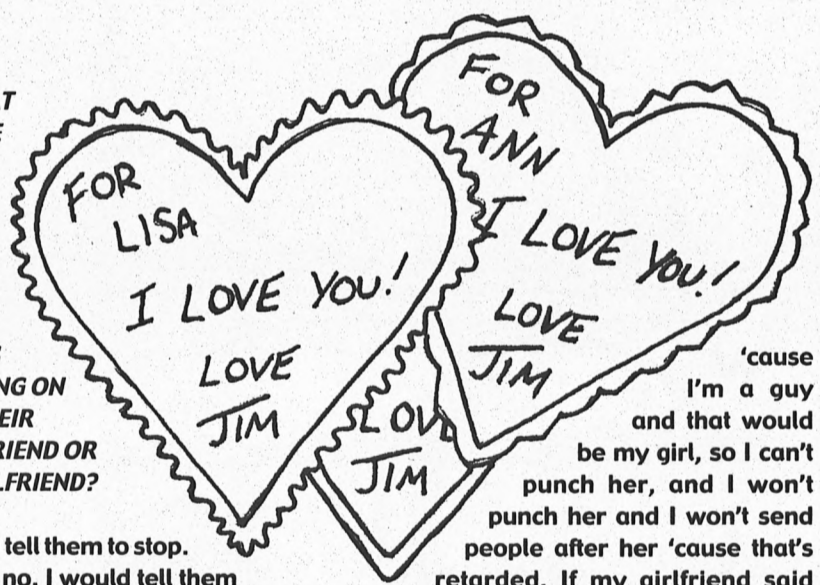 FOR
LISA
I LOVE YOU!
LOVE
JIM
FOR
ANN
I LOVE YOU!
LOVE
JIM
LOVE
JIM
T
NG ON
EIR
RIEND OR
LFRIEND?
tell them to stop.
no, I would tell them
'cause
I'm a guy
and that would
be my girl, so I can't
punch her, and I won't
punch her and I won't send
people after her 'cause that's
retarded. If my girlfriend said